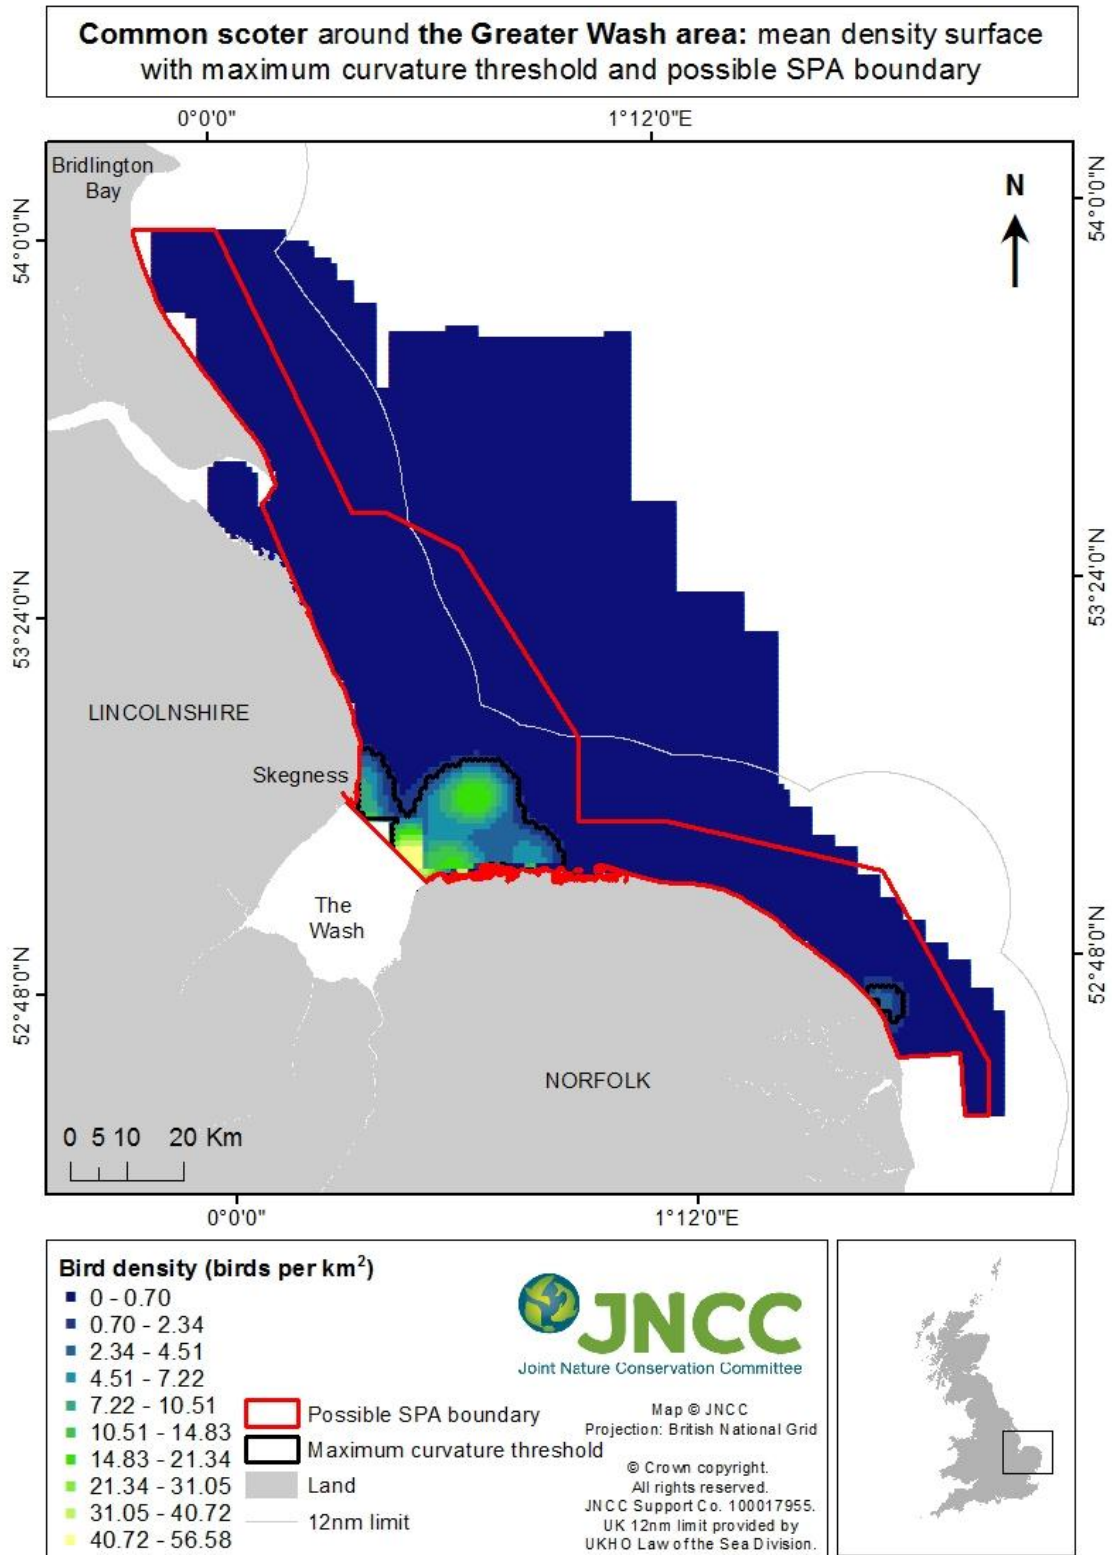 Common scoter around the Greater Wash area: mean density surface
with maximum curvature threshold and possible SPA boundary
0°0'0"
1°12'0"E
Bridlington
Bay
N
54°0'0"N
54°0'0"N
53°24'0"N
53°24'0"N
LINCOLNSHIRE
Skegness
The
Wash
52°48'0"N
52°48'0"N
NORFOLK
0 5 10 20 Km
0°0'0"
1°12'0"E
Bird density (birds per km²)
0 - 0.70
0.70 - 2.34
2.34 - 4.51
4.51 - 7.22
7.22 - 10.51
10.51 - 14.83
14.83 - 21.34
21.34 - 31.05
31.05 - 40.72
40.72 - 56.58
Possible SPA boundary
Maximum curvature threshold
Land
12nm limit
JNCC
Joint Nature Conservation Committee
Map © JNCC
Projection: British National Grid
© Crown copyright.
All rights reserved.
JNCC Support Co. 100017955.
UK 12nm limit provided by
UKHO Law of the Sea Division.